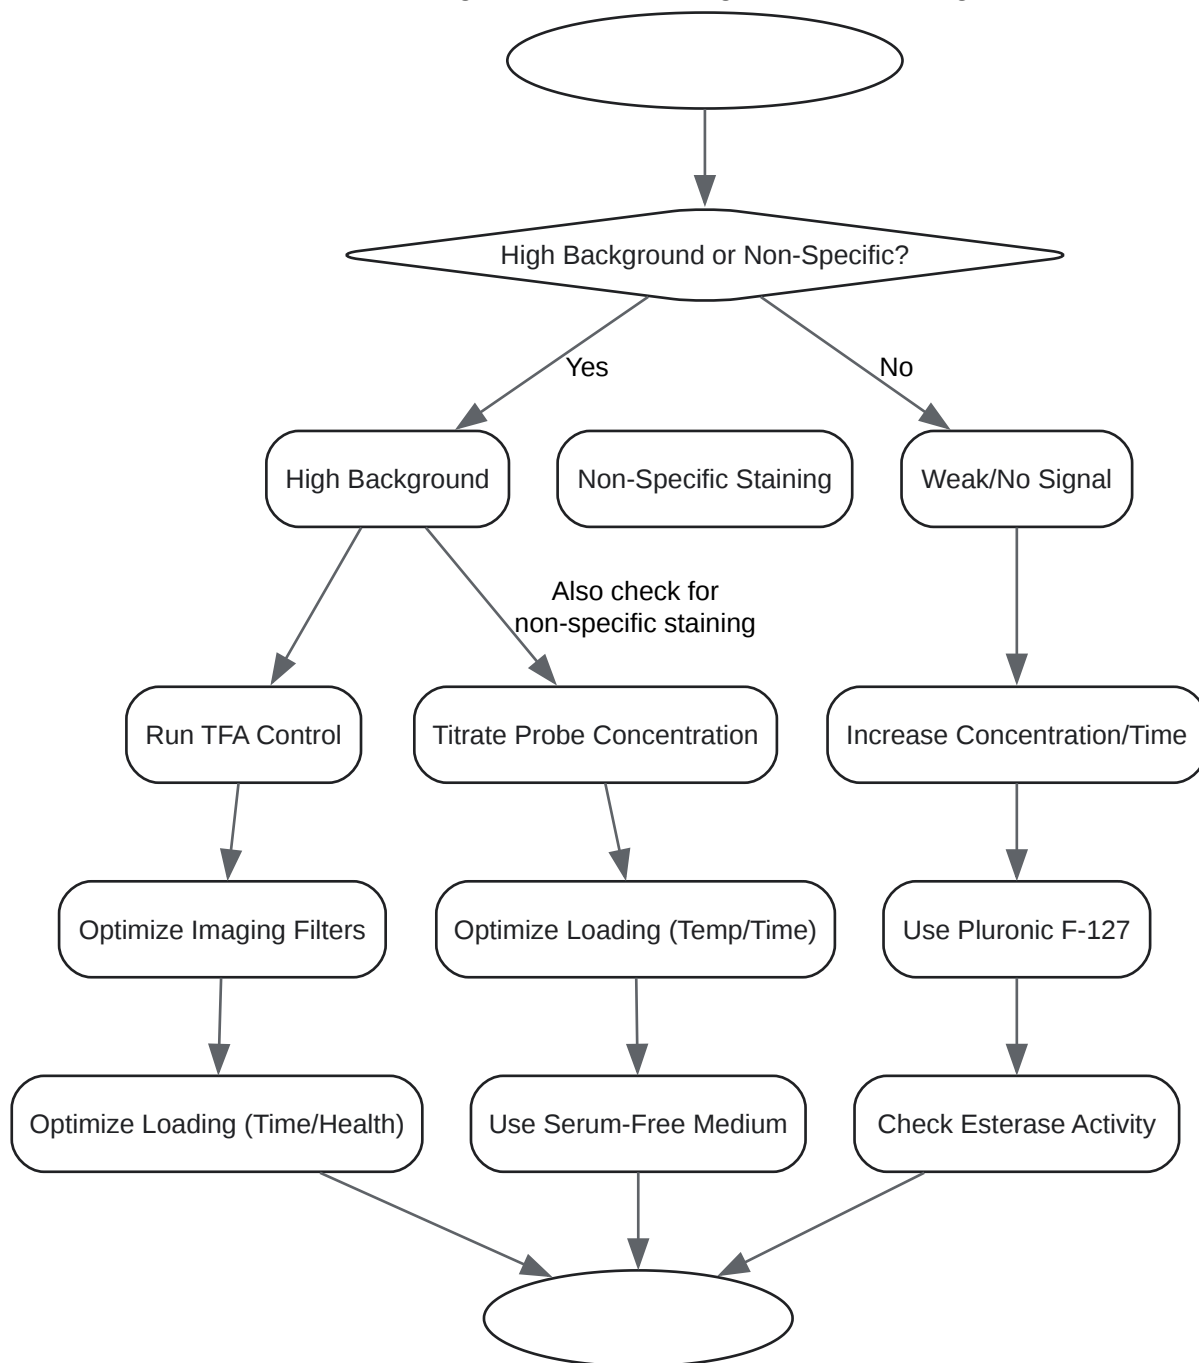 High Background or Non-Specific?
Yes
No
High Background
Non-Specific Staining
Weak/No Signal
Also check for
non-specific staining
Run TFA Control
Titrate Probe Concentration
Increase Concentration/Time
Optimize Imaging Filters
Optimize Loading (Temp/Time)
Use Pluronic F-127
Optimize Loading (Time/Health)
Use Serum-Free Medium
Check Esterase Activity